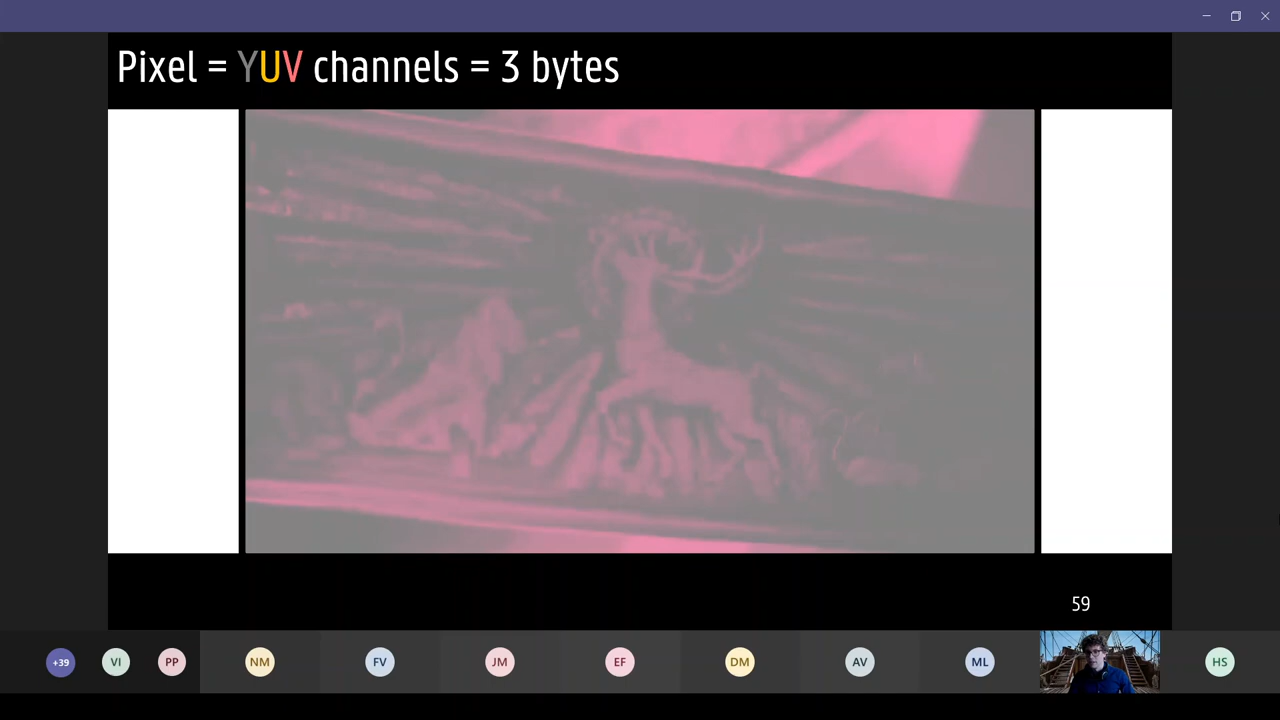 Pixel = YUV channels = 3 bytes
59
+39
VI
PP
NM
FV
JM
EF
DM
AV
ML
HS